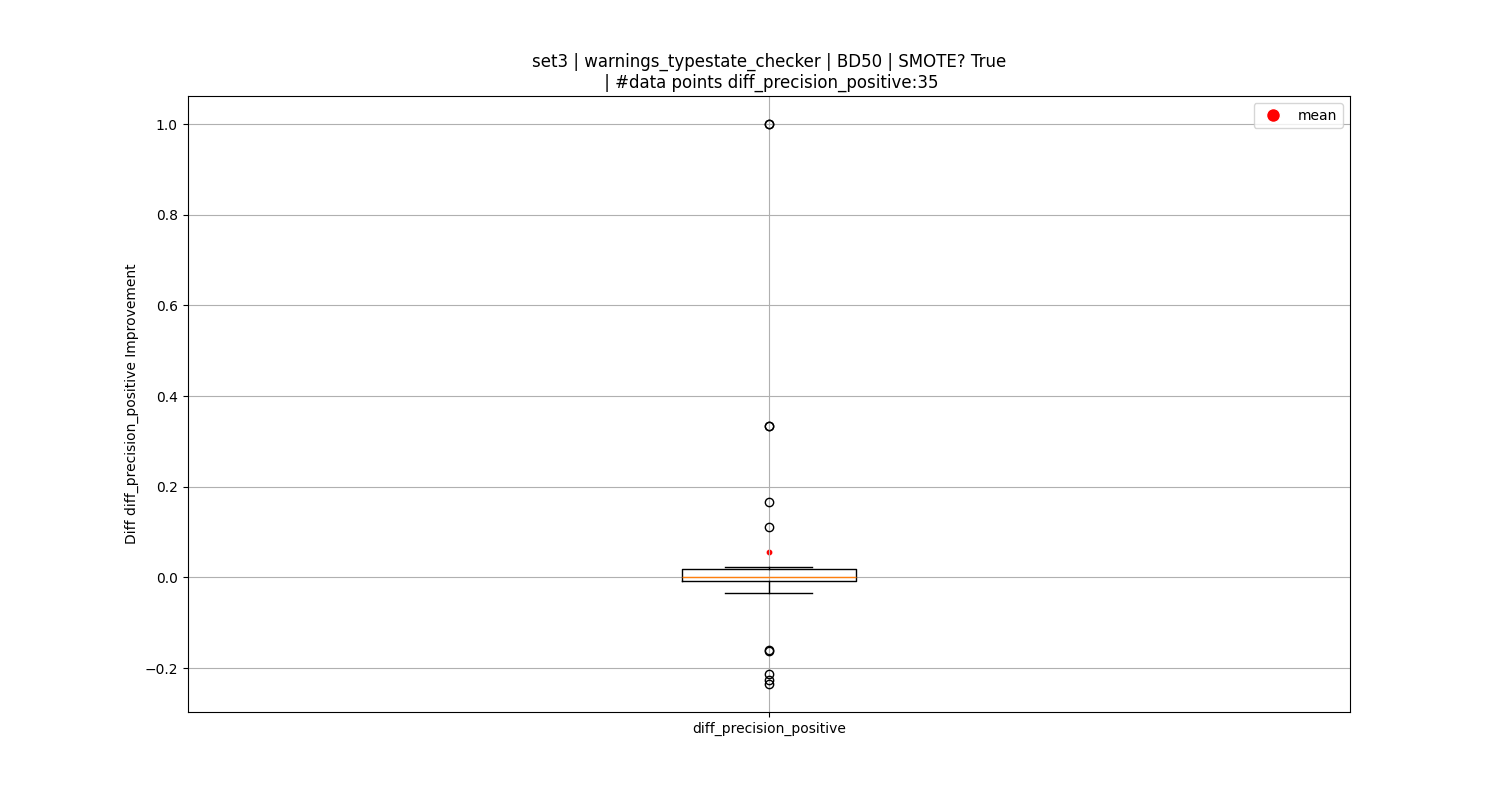 set3 | warnings_typestate_checker | BD50 | SMOTE? True
| #data points diff_precision_positive:35
mean
1.0
0.8
0.6
0.4
0.2
0.0
−0.2
Diff diff_precision_positive Improvement
diff_precision_positive